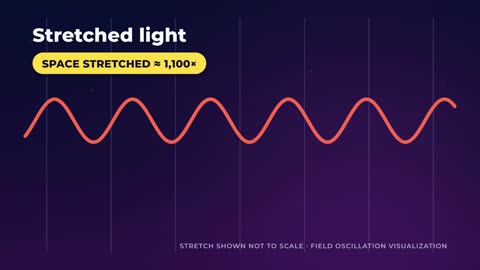 Stretched light
SPACE STRETCHED ≈ 1,100×
STRETCH SHOWN NOT TO SCALE · FIELD OSCILLATION VISUALIZATION